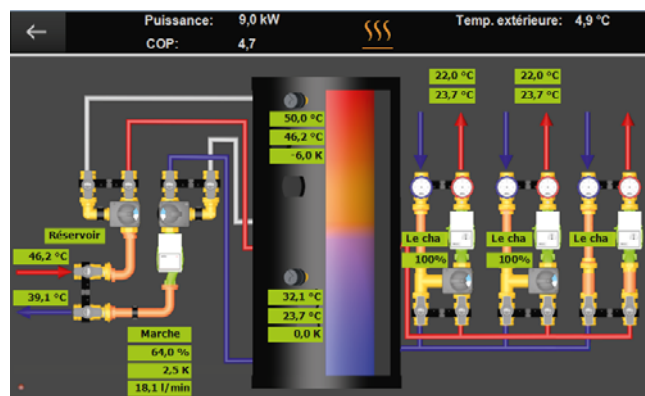 Puissance: 9,0 kW Temp. extérieure: 4,9 °C
COP: 4,7
22,0 °C 22,0 °C
23,7 °C 23,7 °C
50,0 °C
46,2 °C
-6,0 K
Réservoir
Le cha Le cha Le cha
46,2 °C
100% 100%
39,1 °C
32,1 °C
23,7 °C
0,0 K
Marche
64,0 %
2,5 K
18,1 l/min